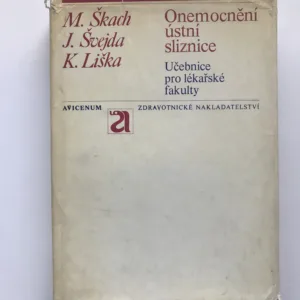 M. Škach
J. Švejda
K. Liška
Onemocnění
ústní
sliznice
Učebnice
pro lékařské
fakulty
AVICENUM
ZDRAVOTNICKÉ NAKLADATELSTVÍ